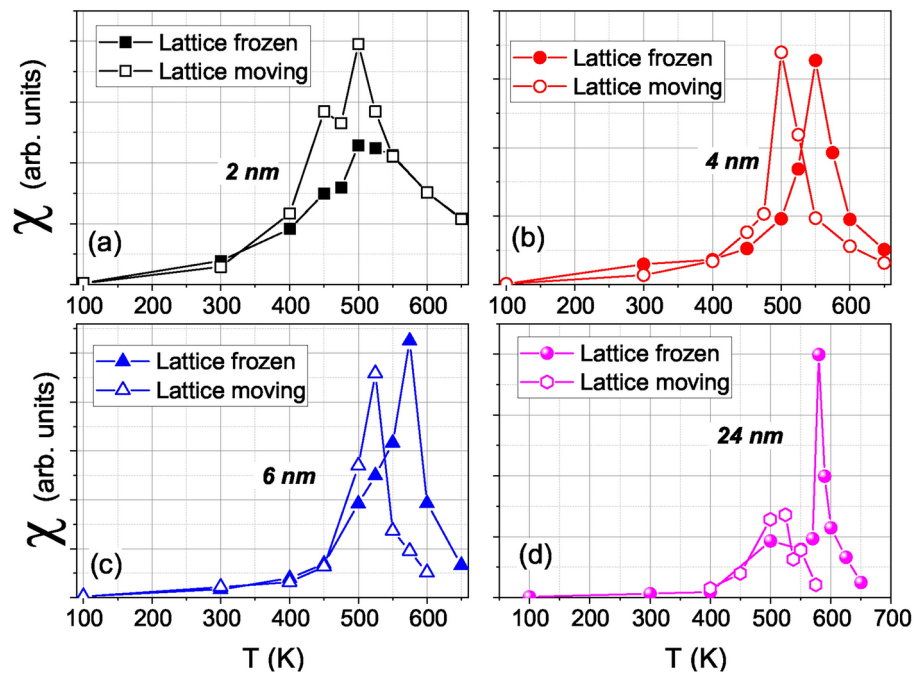 Lattice frozen
Lattice moving
2 nm
(a)
χ (arb. units)
100 200 300 400 500 600
Lattice frozen
Lattice moving
4 nm
(b)
100 200 300 400 500 600
Lattice frozen
Lattice moving
6 nm
(c)
χ (arb. units)
100 200 300 400 500 600
T (K)
Lattice frozen
Lattice moving
24 nm
(d)
100 200 300 400 500 600 700
T (K)